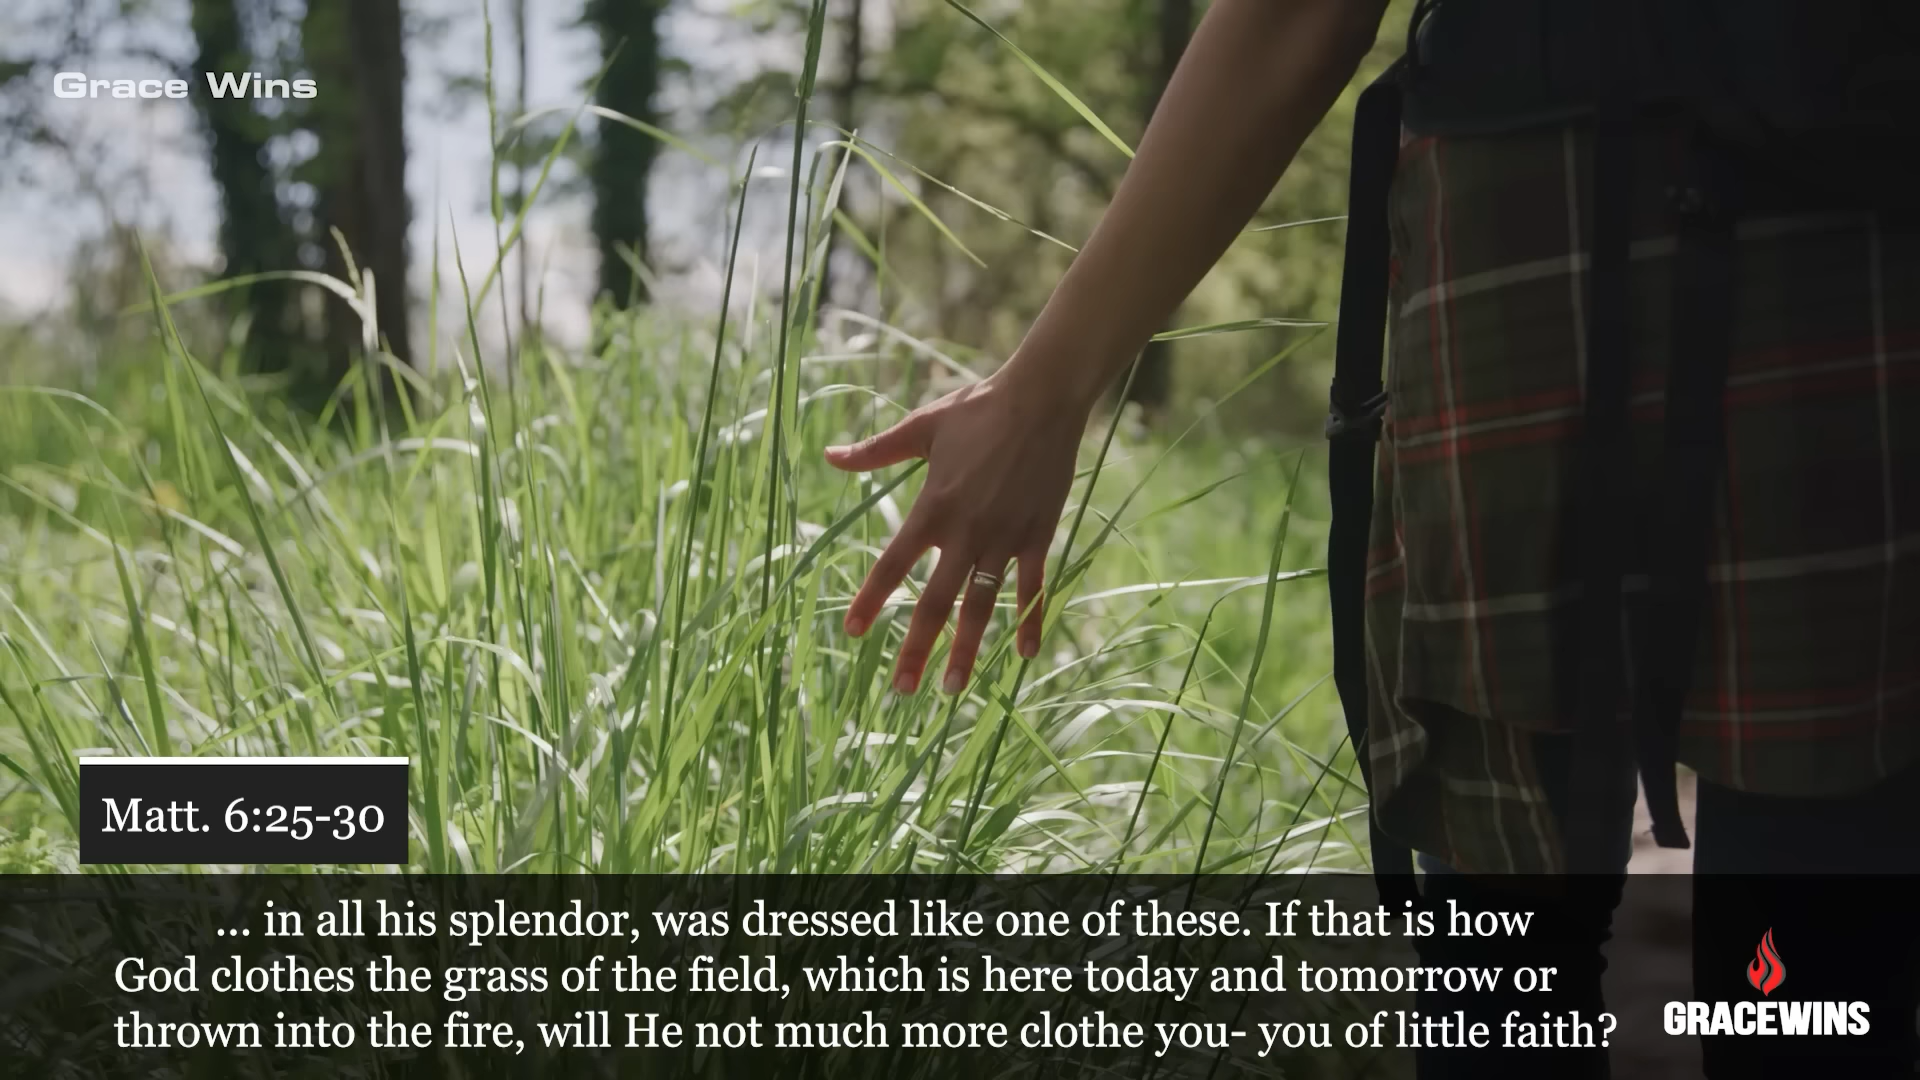 Grace Wins
Matt. 6:25-30
... in all his splendor, was dressed like one of these. If that is how
God clothes the grass of the field, which is here today and tomorrow or
thrown into the fire, will He not much more clothe you- you of little faith?
GRACEWINS